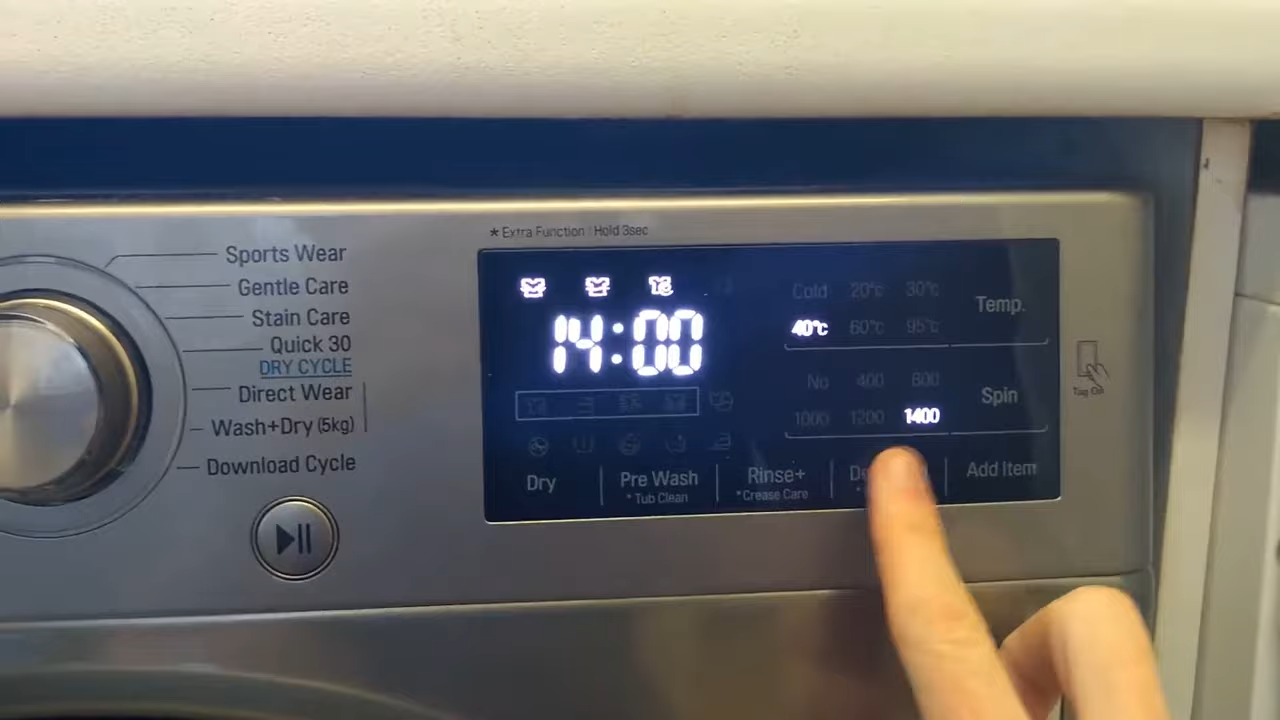 * Extra Function / Hold 3sec
Sports Wear
Gentle Care
Stain Care
Quick 30
DRY CYCLE
Direct Wear
Wash+Dry (5kg)
Download Cycle
14:00
Cold 20°c 30°c
40°c 60°c 95°c
Temp.
No 400 800
1000 1200 1400
Spin
Dry
Pre Wash
* Tub Clean
Rinse+
*Crease Care
Add Item
Tag On